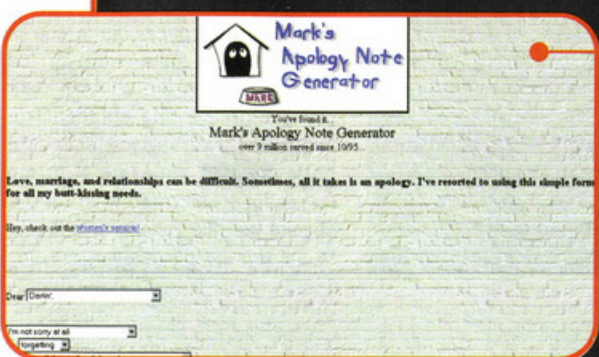 Mark's
Apology Note
Generator
MARK
You've found it...
Mark's Apology Note Generator
over 9 million served since 10/95...
Love, marriage, and relationships can be difficult. Sometimes, all it takes is an apology. I've resorted to using this simple form
for all my butt-kissing needs.
Hey, check out the Women's version!
Dear Darlin',
I'm not sorry at all
forgetting